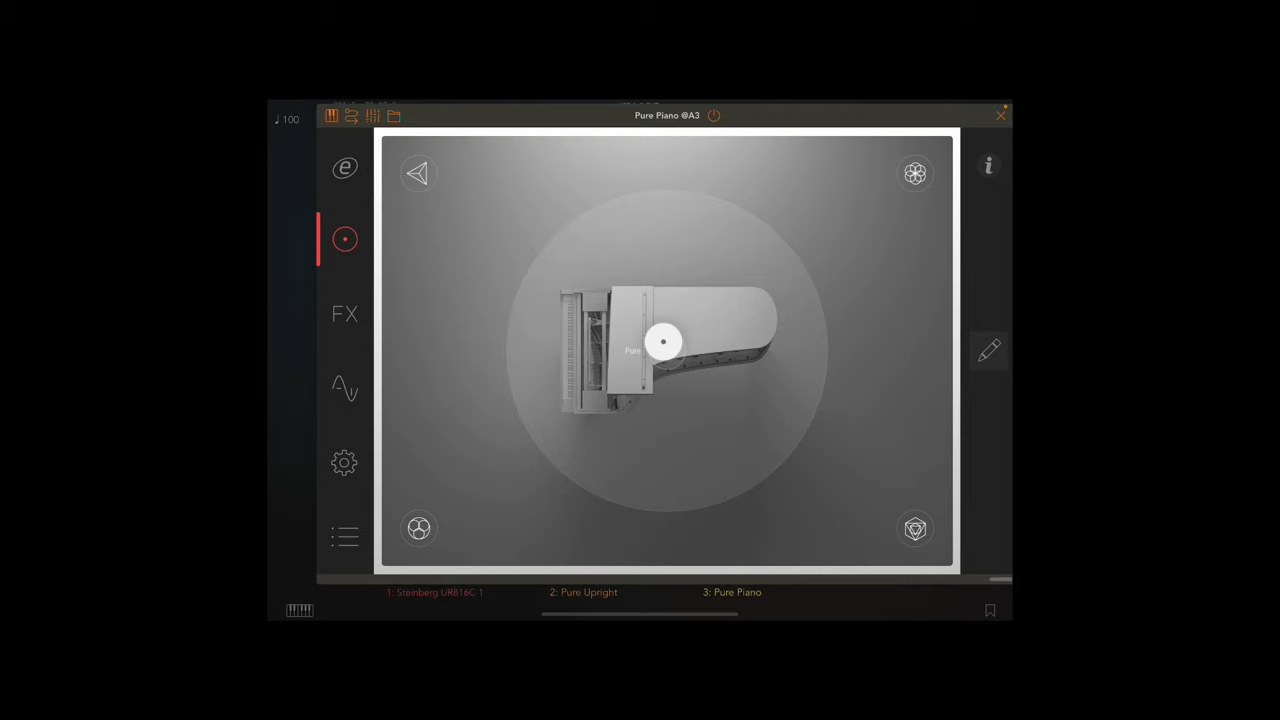 ♩ 100
Pure Piano @A3
e
i
FX
Pure
1: Steinberg UR816C 1
2: Pure Upright
3: Pure Piano